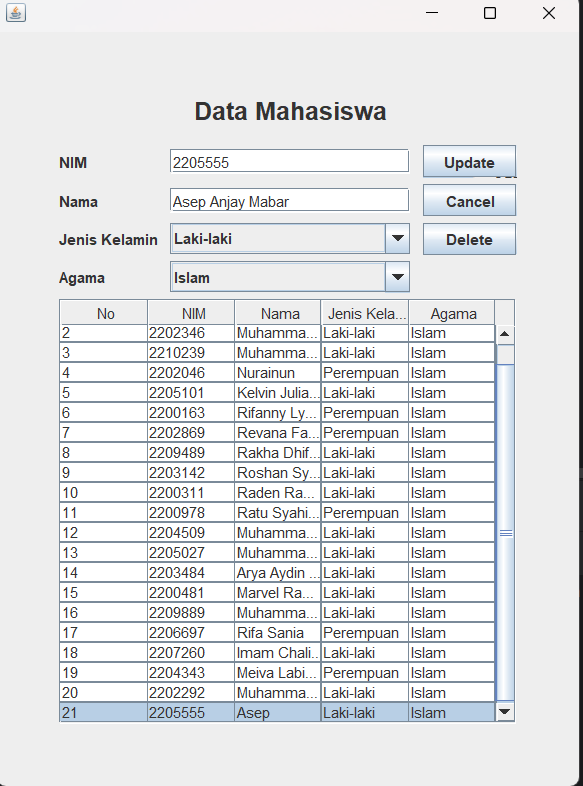 Data Mahasiswa
NIM 2205555 Update
Nama Asep Anjay Mabar Cancel
Jenis Kelamin Laki-laki Delete
Agama Islam
No NIM Nama Jenis Kela... Agama
2 2202346 Muhamma... Laki-laki Islam
3 2210239 Muhamma... Laki-laki Islam
4 2202046 Nurainun Perempuan Islam
5 2205101 Kelvin Julia... Laki-laki Islam
6 2200163 Rifanny Ly... Perempuan Islam
7 2202869 Revana Fa... Perempuan Islam
8 2209489 Rakha Dhif... Laki-laki Islam
9 2203142 Roshan Sy... Laki-laki Islam
10 2200311 Raden Ra... Laki-laki Islam
11 2200978 Ratu Syahi... Perempuan Islam
12 2204509 Muhamma... Laki-laki Islam
13 2205027 Muhamma... Laki-laki Islam
14 2203484 Arya Aydin ... Laki-laki Islam
15 2200481 Marvel Ra... Laki-laki Islam
16 2209889 Muhamma... Laki-laki Islam
17 2206697 Rifa Sania Perempuan Islam
18 2207260 Imam Chali... Laki-laki Islam
19 2204343 Meiva Labi... Perempuan Islam
20 2202292 Muhamma... Laki-laki Islam
21 2205555 Asep Laki-laki Islam